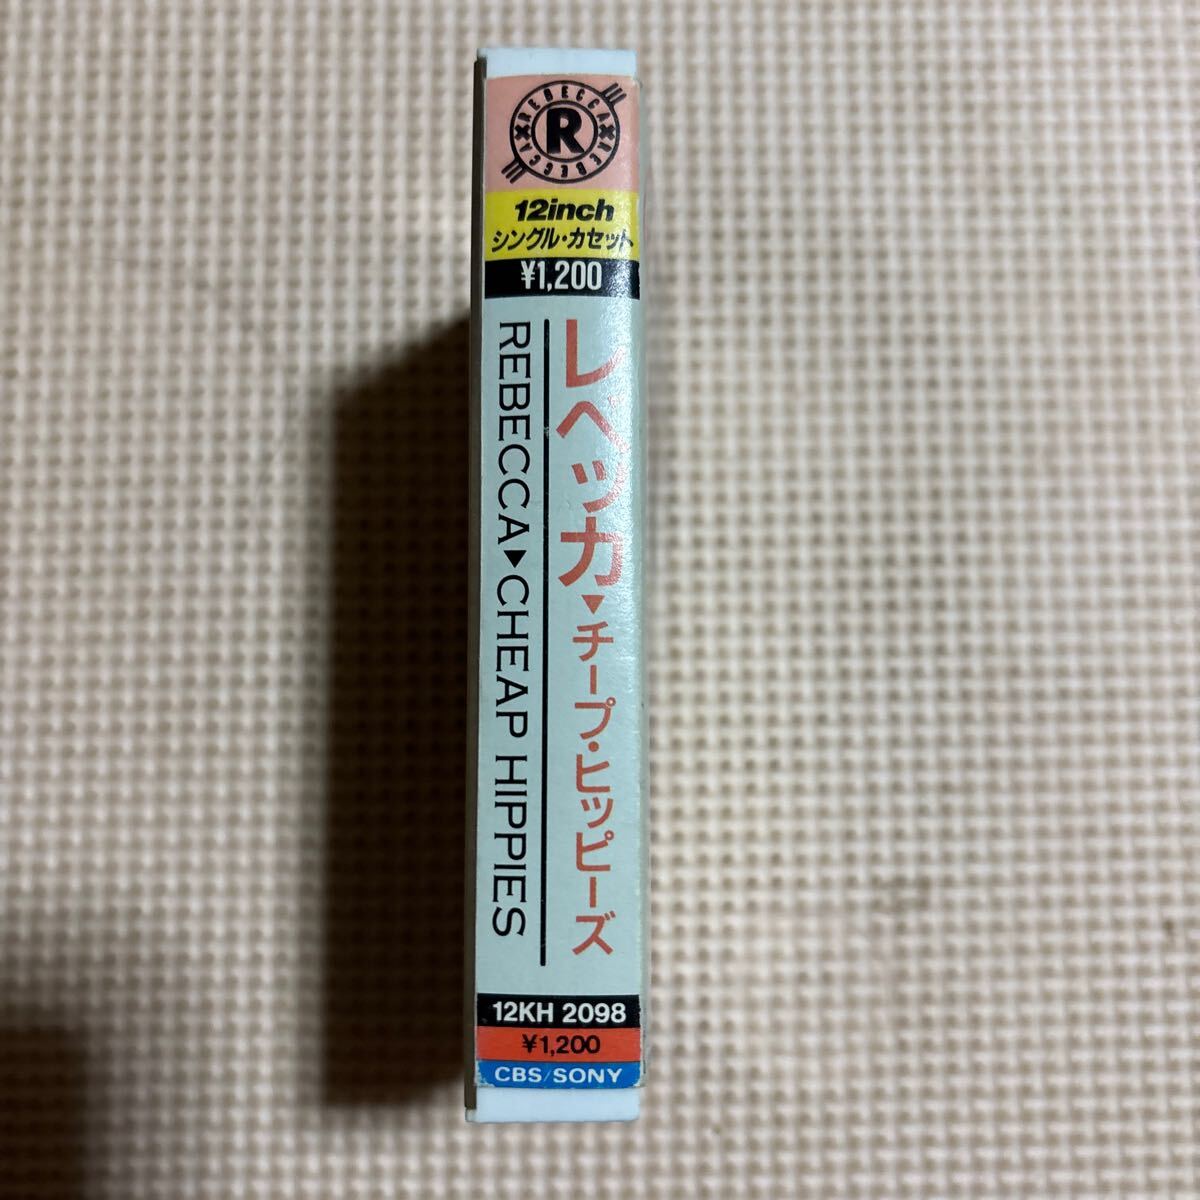 REBECCA REBECCA
R
12inch
シングル・カセット
¥1,200
レベッカ▶チープ・ヒッピーズ
REBECCA▶CHEAP HIPPIES
12KH 2098
¥1,200
CBS/SONY